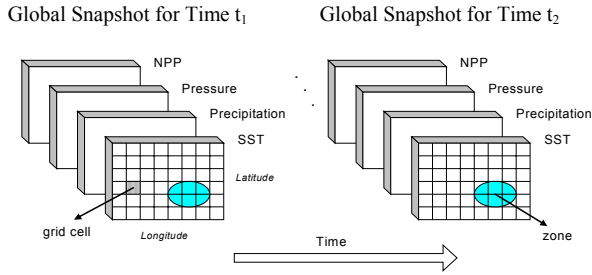 Global Snapshot for Time t₁
Global Snapshot for Time t₂
NPP
Pressure
Precipitation
SST
Latitude
grid cell
Longitude
NPP
Pressure
Precipitation
SST
zone
Time